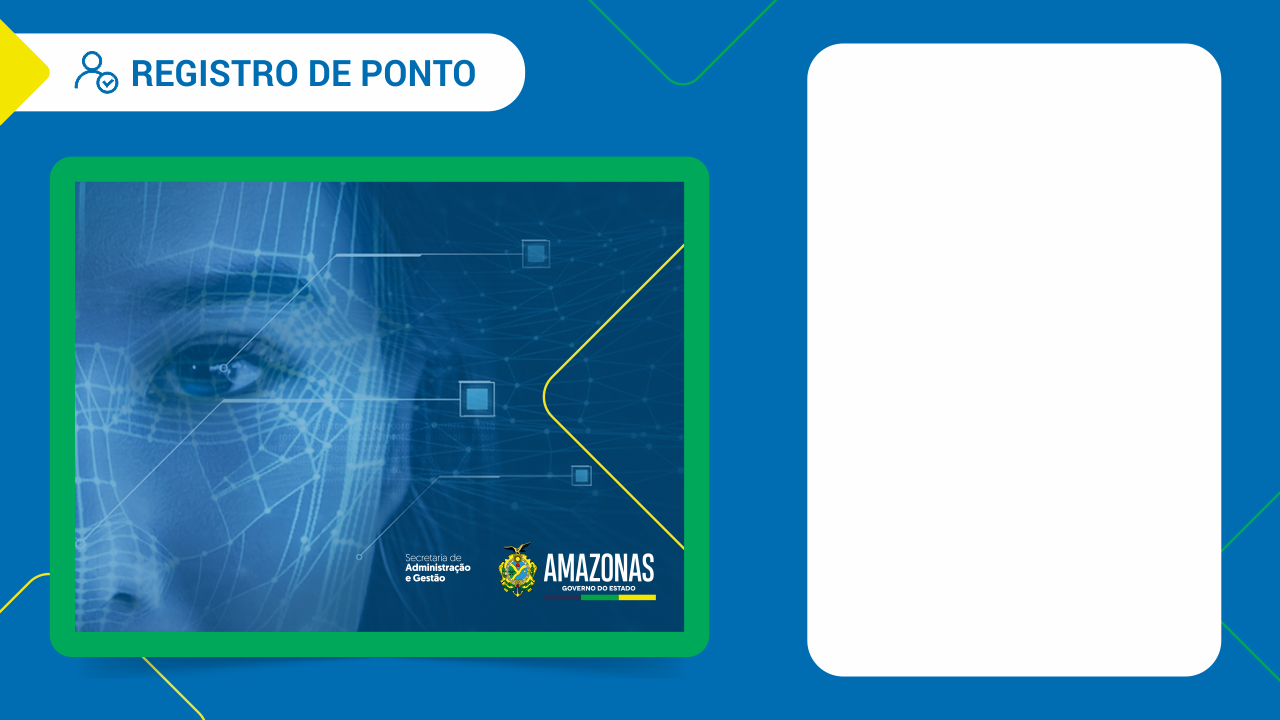 REGISTRO DE PONTO
Secretaria de
Administração
e Gestão
AMAZONAS
GOVERNO DO ESTADO